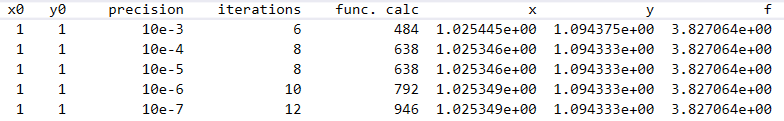 x0 y0 precision iterations func. calc x y f
1 1 10e-3 6 484 1.025445e+00 1.094375e+00 3.827064e+00
1 1 10e-4 8 638 1.025346e+00 1.094333e+00 3.827064e+00
1 1 10e-5 8 638 1.025346e+00 1.094333e+00 3.827064e+00
1 1 10e-6 10 792 1.025349e+00 1.094333e+00 3.827064e+00
1 1 10e-7 12 946 1.025349e+00 1.094333e+00 3.827064e+00